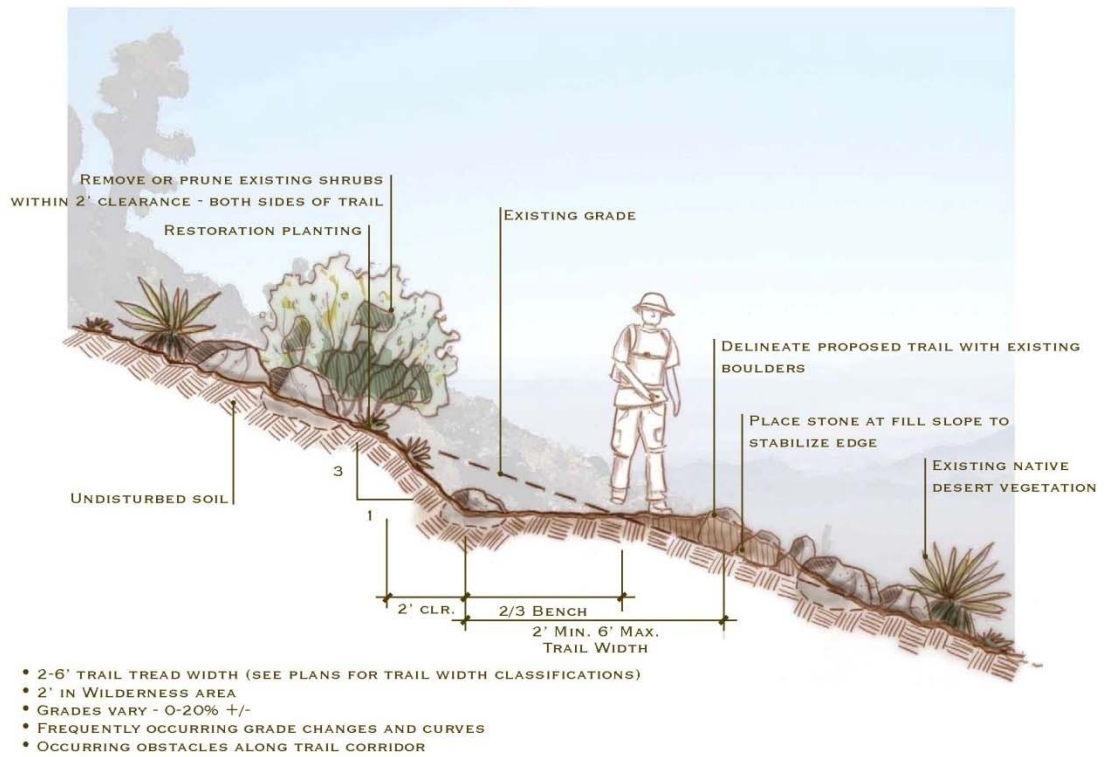 Remove or prune existing shrubs
within 2' clearance - both sides of trail
Restoration planting
Existing grade
Delineate proposed trail with existing
boulders
Place stone at fill slope to
stabilize edge
Existing native
desert vegetation
Undisturbed soil
3
1
2' clr.
2/3 Bench
2' Min. 6' Max.
Trail Width
• 2-6' trail tread width (see plans for trail width classifications)
• 2' in Wilderness area
• Grades vary - 0-20% +/-
• Frequently occurring grade changes and curves
• Occurring obstacles along trail corridor